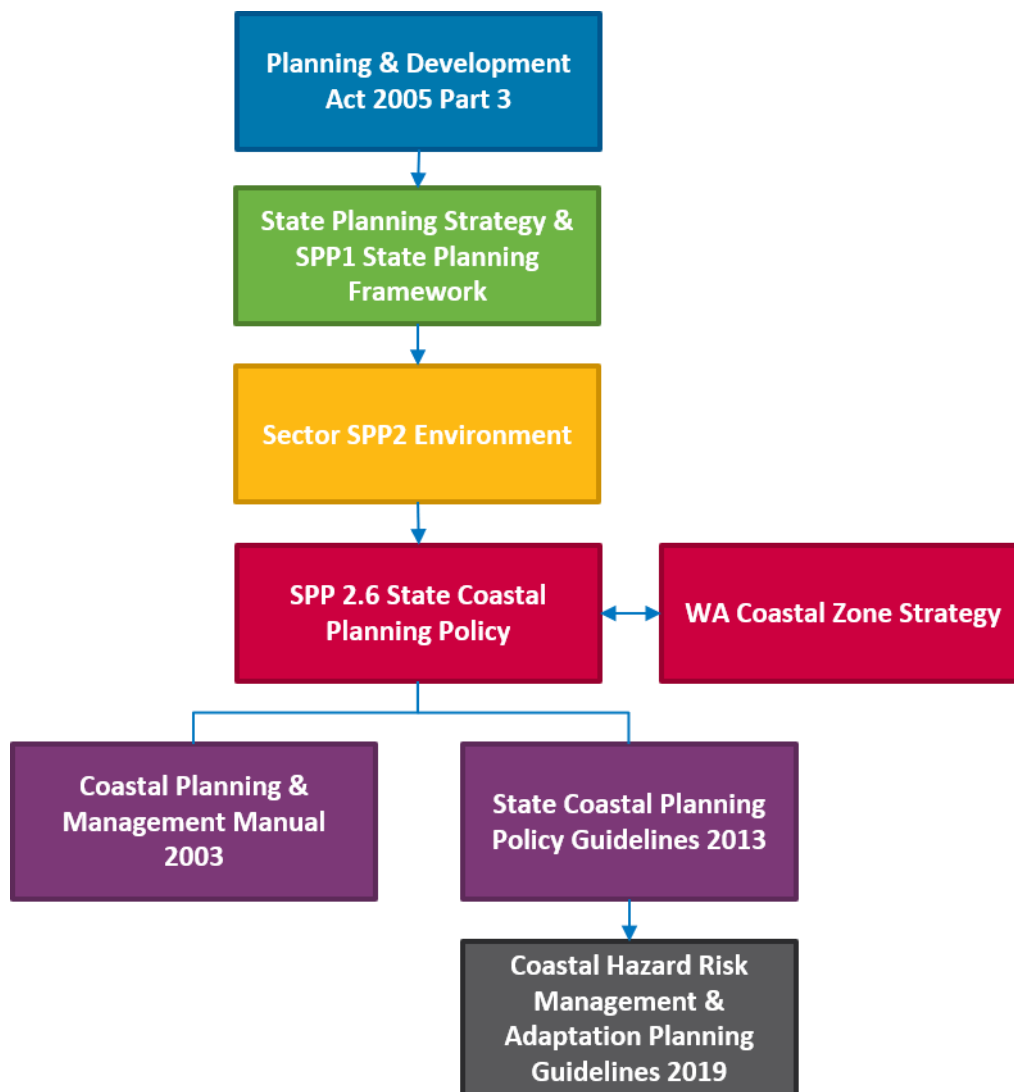 Planning & Development
Act 2005 Part 3
State Planning Strategy &
SPP1 State Planning
Framework
Sector SPP2 Environment
SPP 2.6 State Coastal
Planning Policy
WA Coastal Zone Strategy
Coastal Planning &
Management Manual
2003
State Coastal Planning
Policy Guidelines 2013
Coastal Hazard Risk
Management &
Adaptation Planning
Guidelines 2019